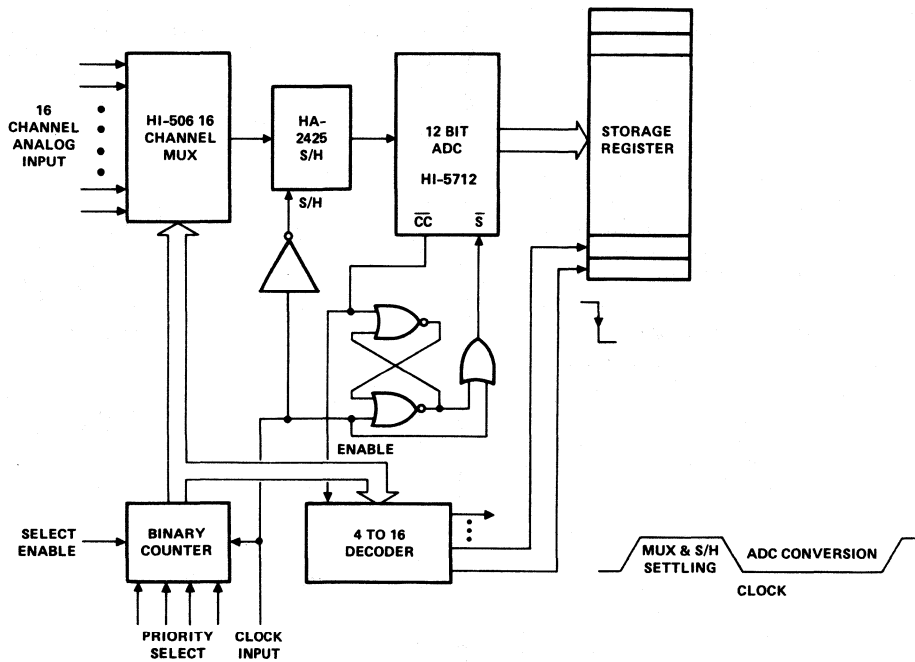 16
CHANNEL
ANALOG
INPUT
HI-506 16
CHANNEL
MUX
HA-
2425
S/H
S/H
12 BIT
ADC
HI-5712
CC
S
STORAGE
REGISTER
ENABLE
SELECT
ENABLE
BINARY
COUNTER
4 TO 16
DECODER
PRIORITY
SELECT
CLOCK
INPUT
MUX & S/H
SETTLING
ADC CONVERSION
CLOCK